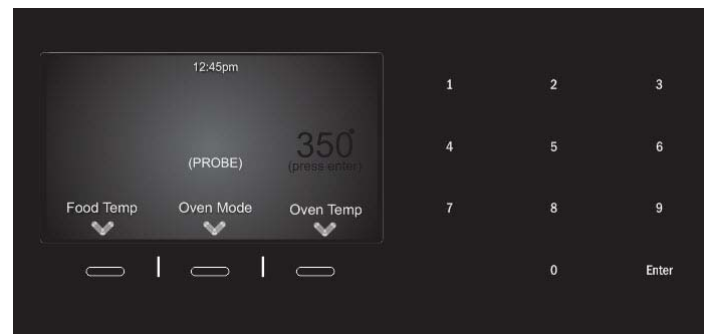 12:45pm
350°
(PROBE)
(press enter)
Food Temp
Oven Mode
Oven Temp
1 2 3
4 5 6
7 8 9
0 Enter